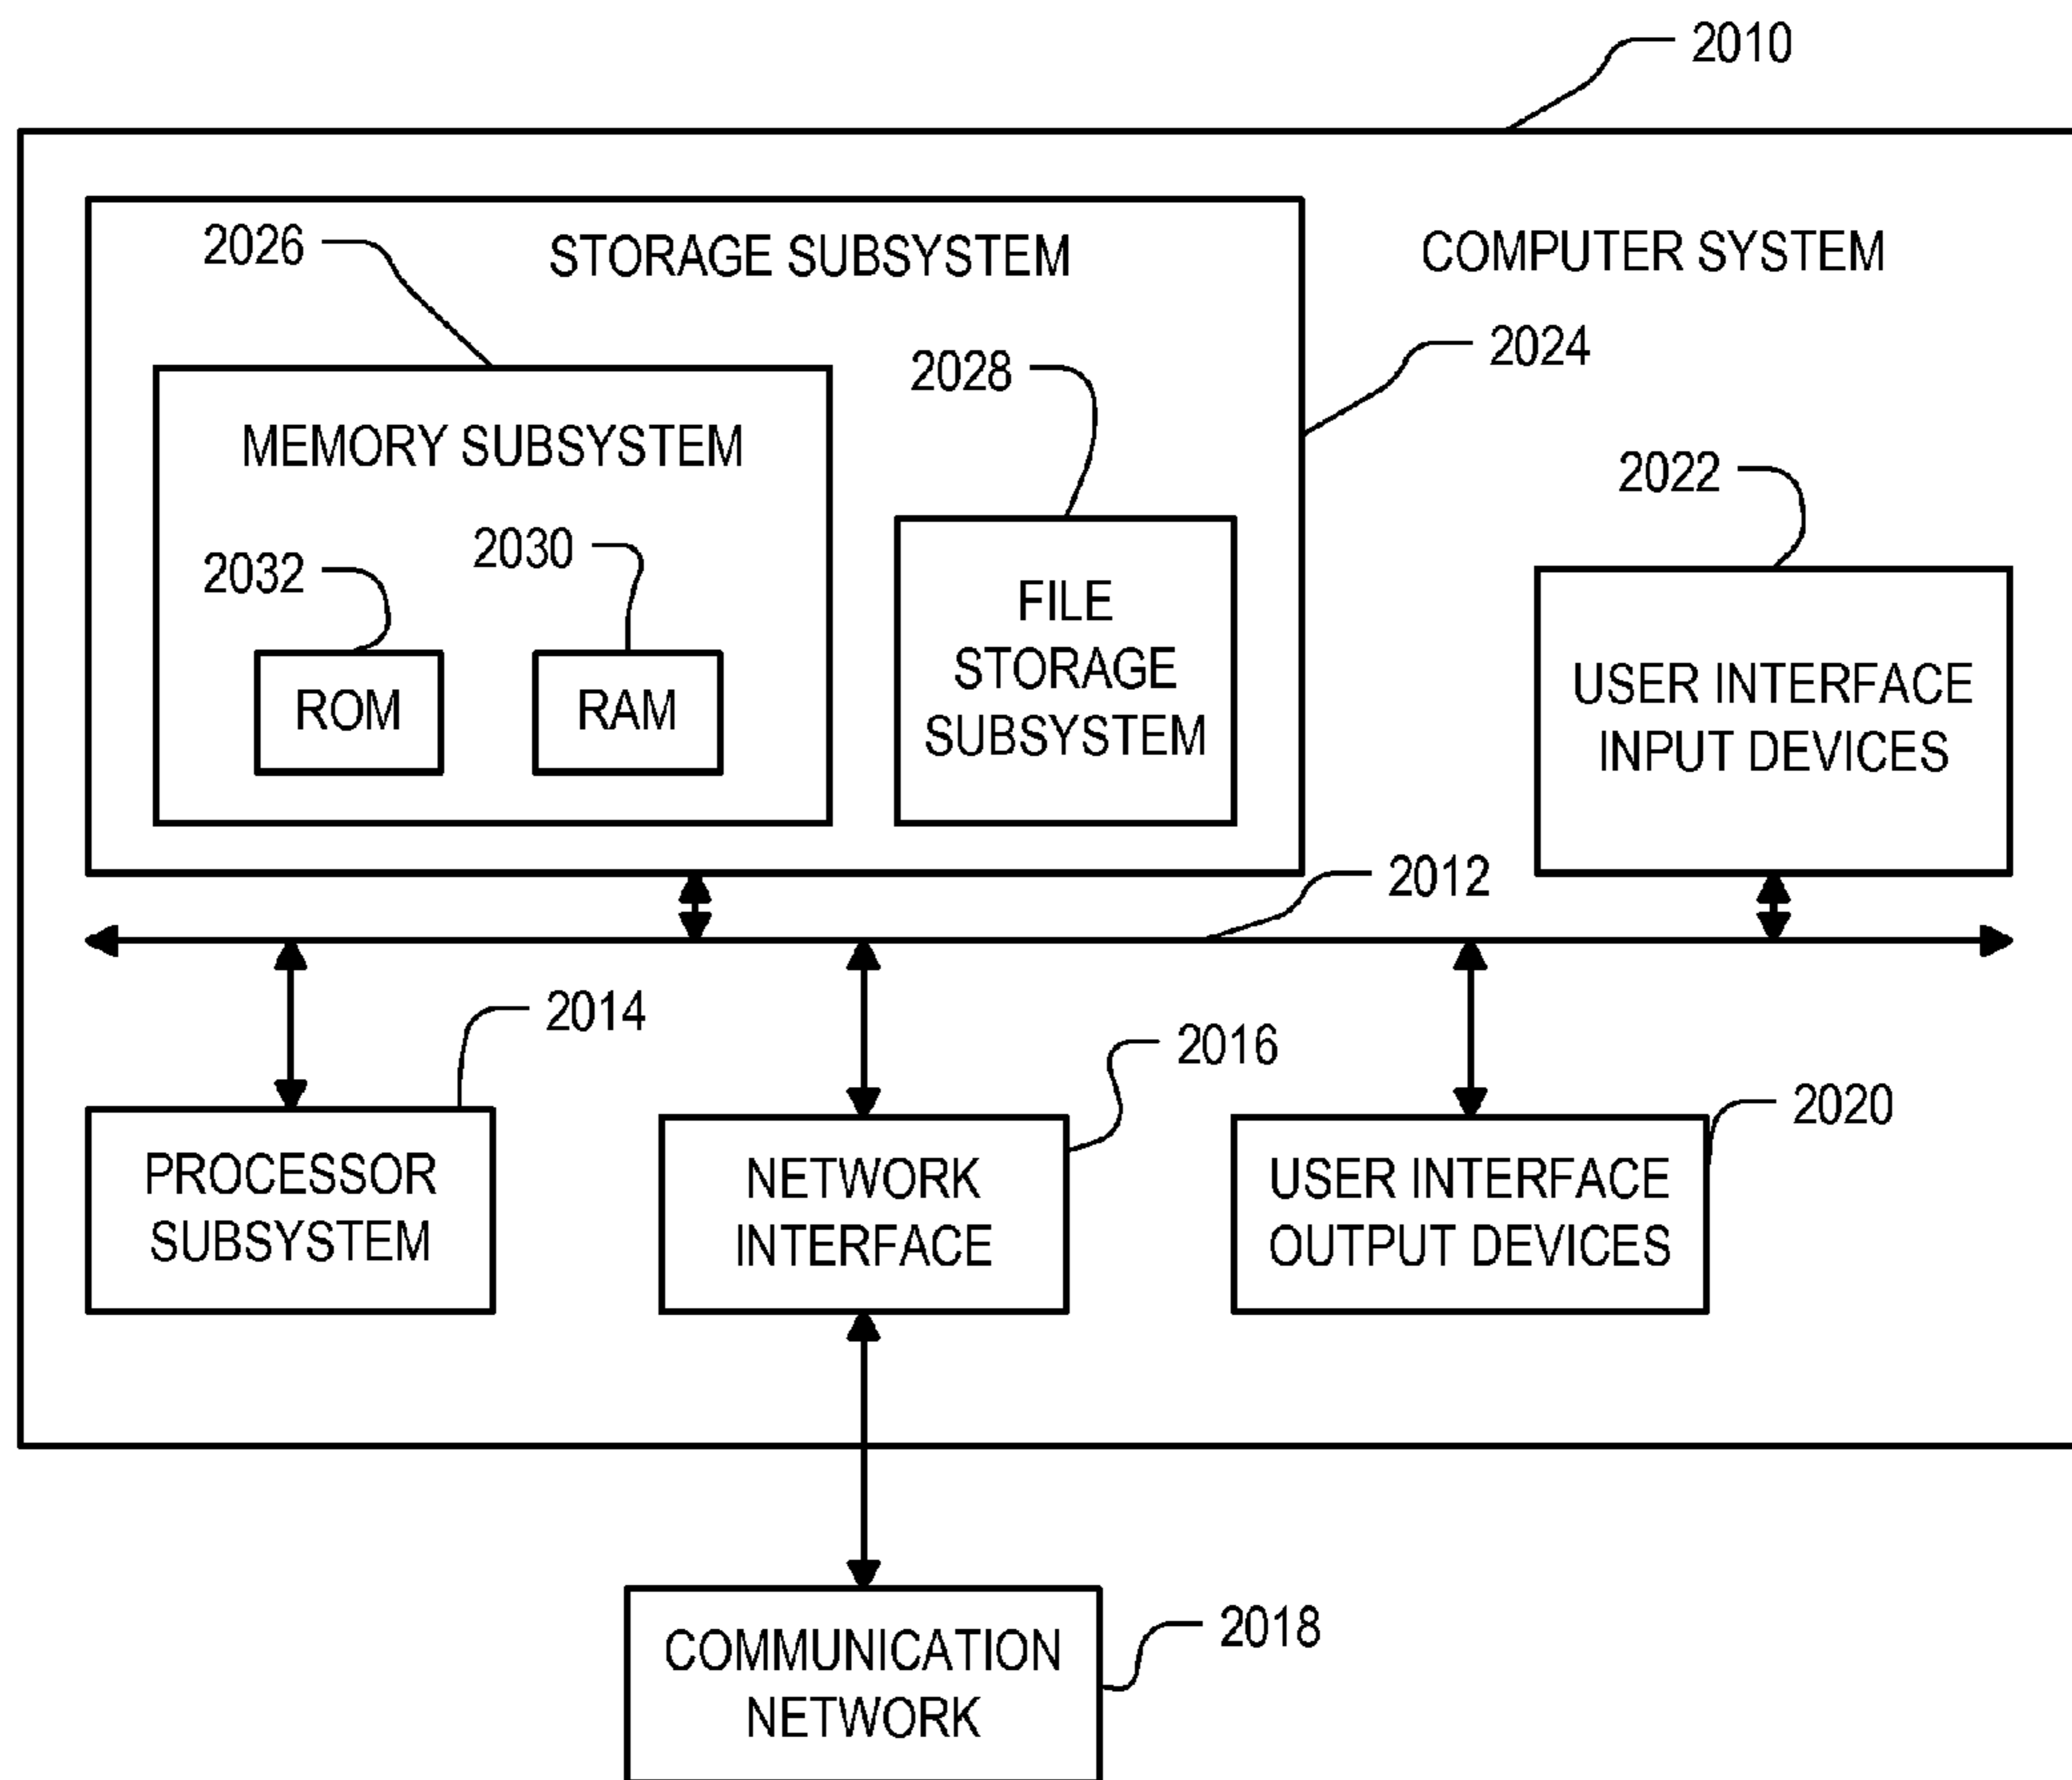 2010
2026
STORAGE SUBSYSTEM
COMPUTER SYSTEM
2024
2028
MEMORY SUBSYSTEM
2022
2032
2030
FILE
STORAGE
SUBSYSTEM
ROM
RAM
USER INTERFACE
INPUT DEVICES
2012
2014
2016
2020
PROCESSOR
SUBSYSTEM
NETWORK
INTERFACE
USER INTERFACE
OUTPUT DEVICES
2018
COMMUNICATION
NETWORK